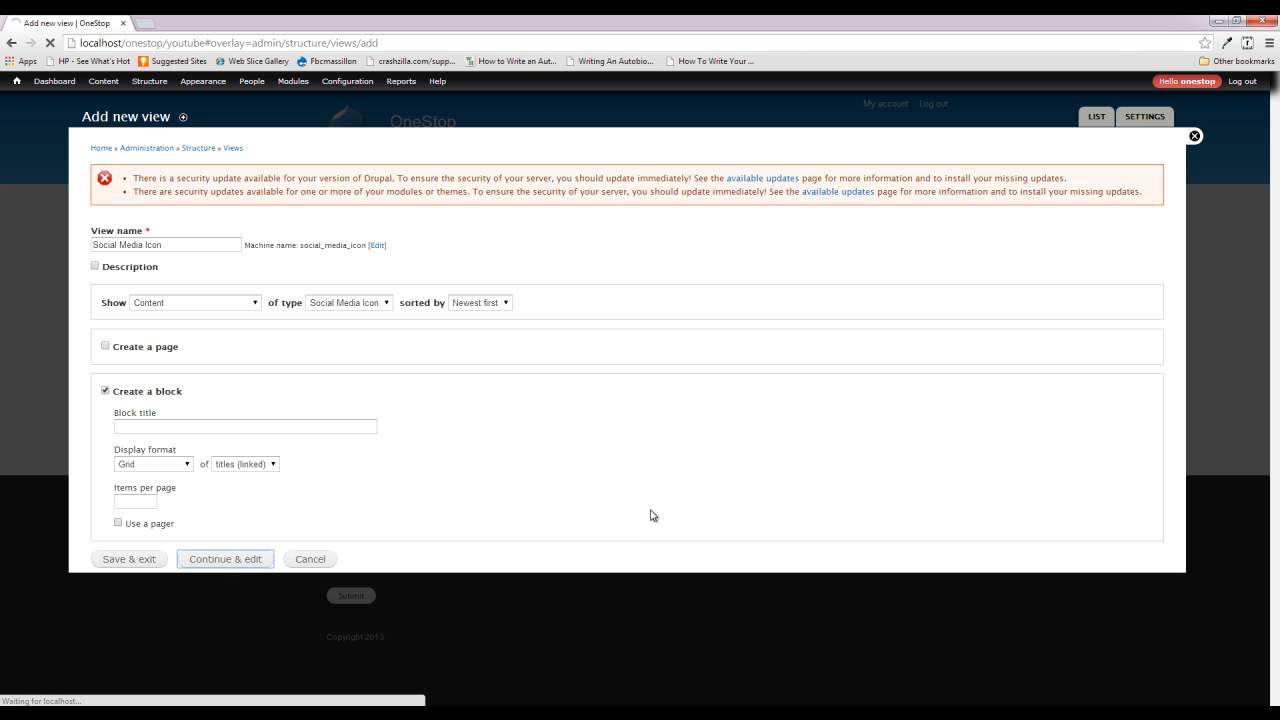 Add new view | OneStop
localhost/onestop/youtube#overlay=admin/structure/views/add
Apps HP - See What's Hot Suggested Sites Web Slice Gallery Fbcmassillon crashzilla.com/supp... How to Write an Aut... Writing An Autobio... How To Write Your ... Other bookmarks
Dashboard Content Structure Appearance People Modules Configuration Reports Help Hello onestop Log out
My account Log out
Add new view OneStop LIST SETTINGS
Home » Administration » Structure » Views
There is a security update available for your version of Drupal. To ensure the security of your server, you should update immediately! See the available updates page for more information and to install your missing updates.
There are security updates available for one or more of your modules or themes. To ensure the security of your server, you should update immediately! See the available updates page for more information and to install your missing updates.
View name *
Social Media Icon Machine name: social_media_icon [Edit]
Description
Show Content of type Social Media Icon sorted by Newest first
Create a page
Create a block
Block title
Display format
Grid of titles (linked)
Items per page
Use a pager
Save & exit Continue & edit Cancel
Submit
Copyright 2013
Waiting for localhost...